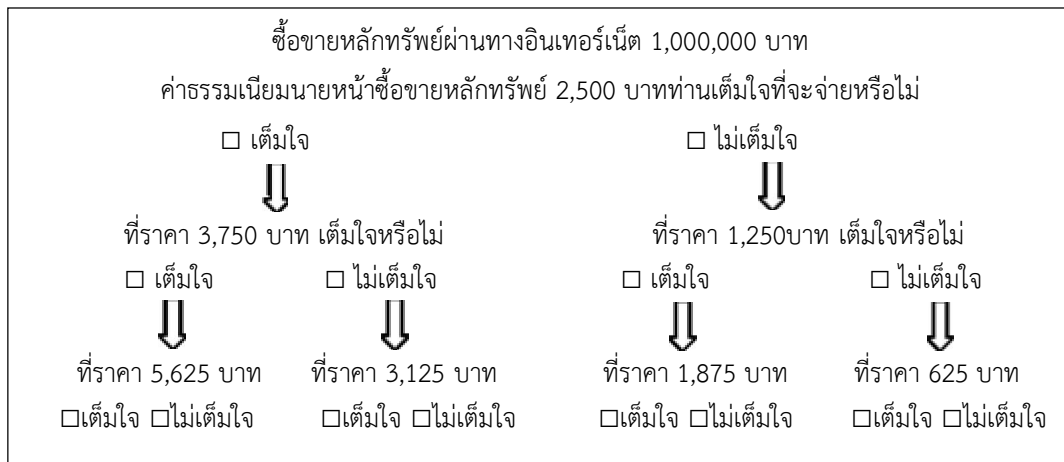 ซื้อขายหลักทรัพย์ผ่านทางอินเทอร์เน็ต 1,000,000 บาท
ค่าธรรมเนียมนายหน้าซื้อขายหลักทรัพย์ 2,500 บาทท่านเต็มใจที่จะจ่ายหรือไม่
□ เต็มใจ □ ไม่เต็มใจ
ที่ราคา 3,750 บาท เต็มใจหรือไม่ ที่ราคา 1,250บาท เต็มใจหรือไม่
□ เต็มใจ □ ไม่เต็มใจ □ เต็มใจ □ ไม่เต็มใจ
ที่ราคา 5,625 บาท ที่ราคา 3,125 บาท ที่ราคา 1,875 บาท ที่ราคา 625 บาท
□เต็มใจ □ไม่เต็มใจ □เต็มใจ □ไม่เต็มใจ □เต็มใจ □ไม่เต็มใจ □เต็มใจ □ไม่เต็มใจ